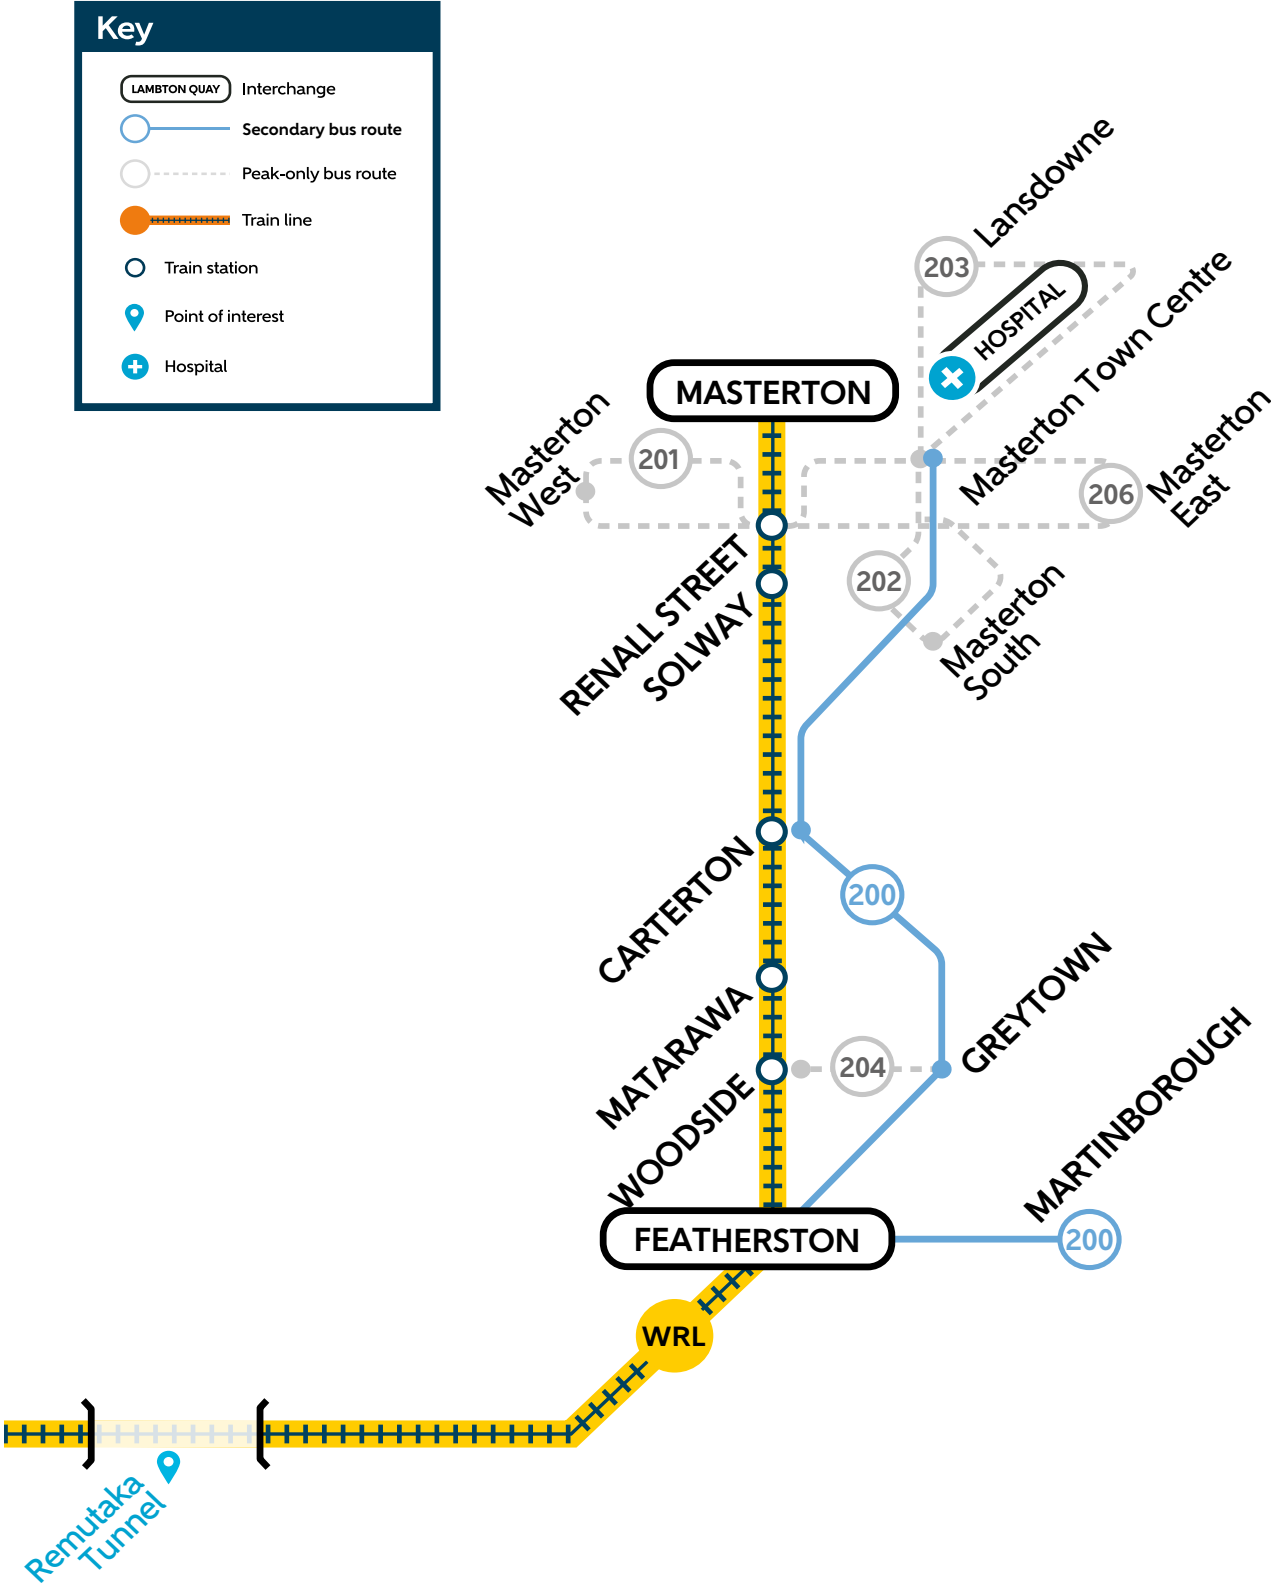 Key
LAMBTON QUAY Interchange
Secondary bus route
Peak-only bus route
Train line
Train station
Point of interest
Hospital
Lansdowne
203
HOSPITAL
Masterton Town Centre
MASTERTON
Masterton
West
201
206
Masterton
East
RENALL STREET
SOLWAY
202
Masterton
South
CARTERTON
200
MATARAWA
GREYTOWN
204
WOODSIDE
MARTINBOROUGH
FEATHERSTON
200
WRL
Remutaka
Tunnel